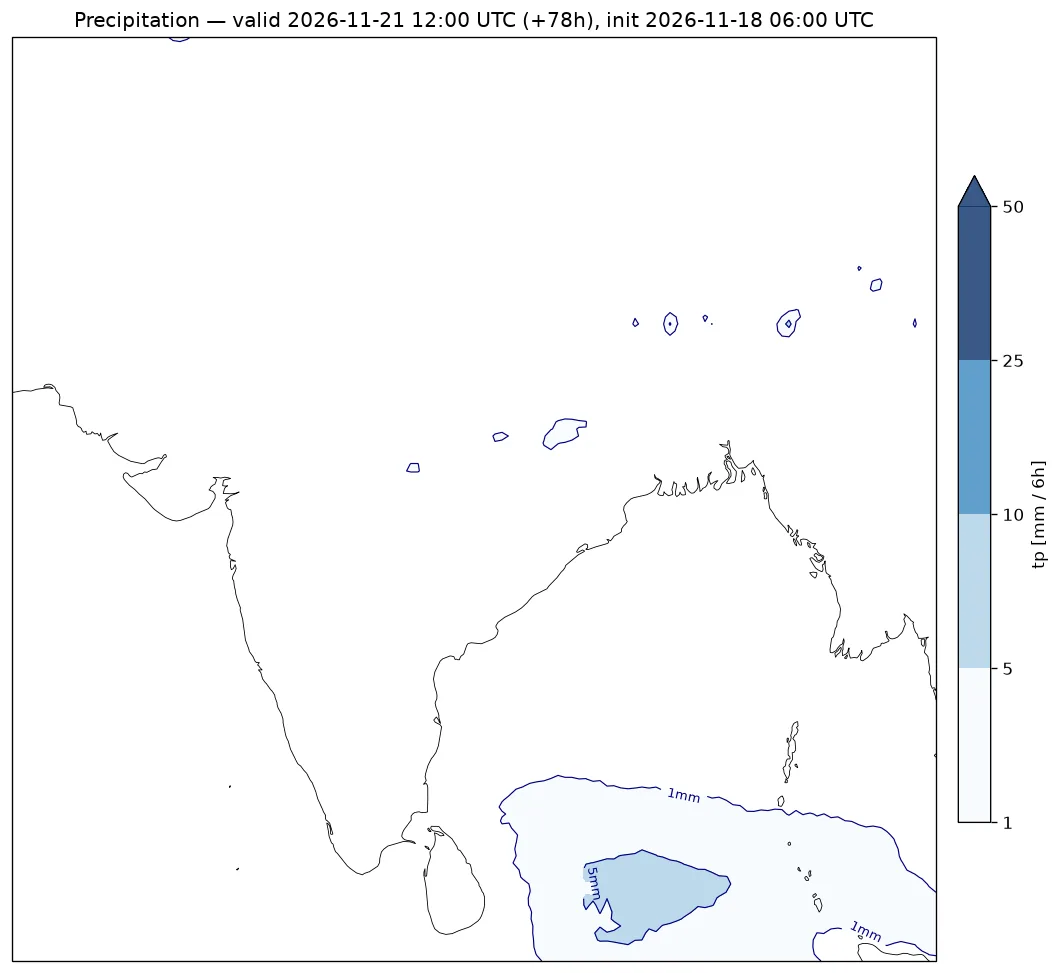 Precipitation — valid 2026-11-21 12:00 UTC (+78h), init 2026-11-18 06:00 UTC
50
25
10
5
1
tp [mm / 6h]
1mm
5mm
1mm